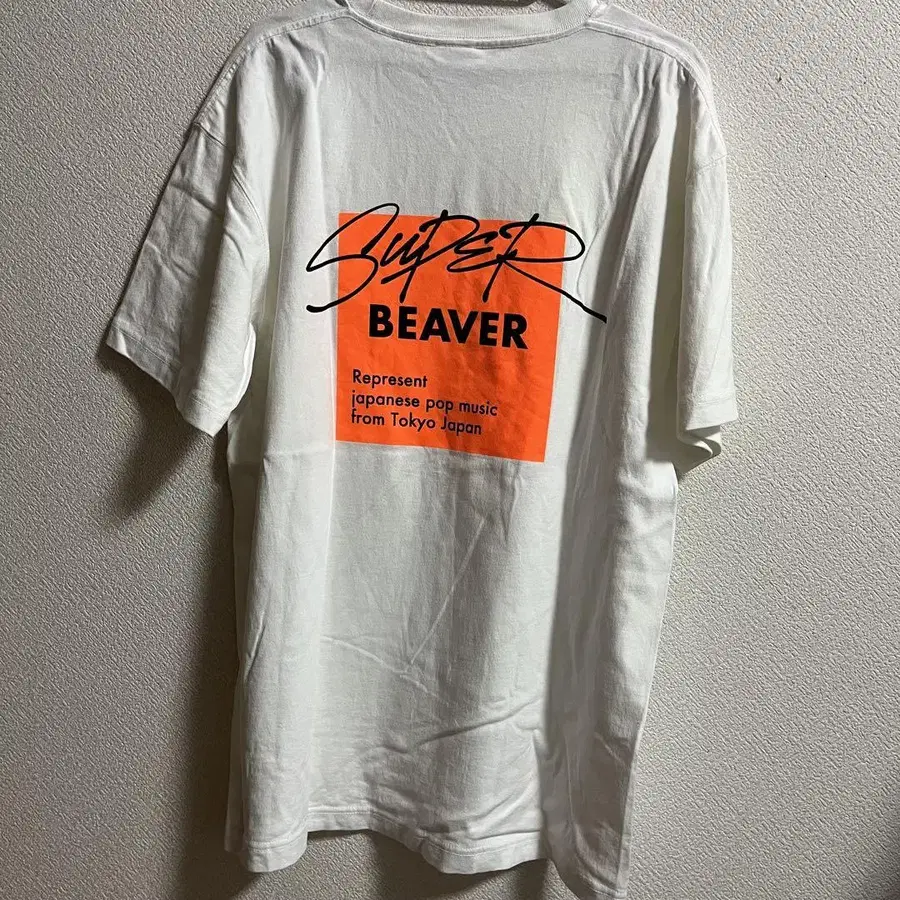 SUPER
BEAVER
Represent
japanese pop music
from Tokyo Japan